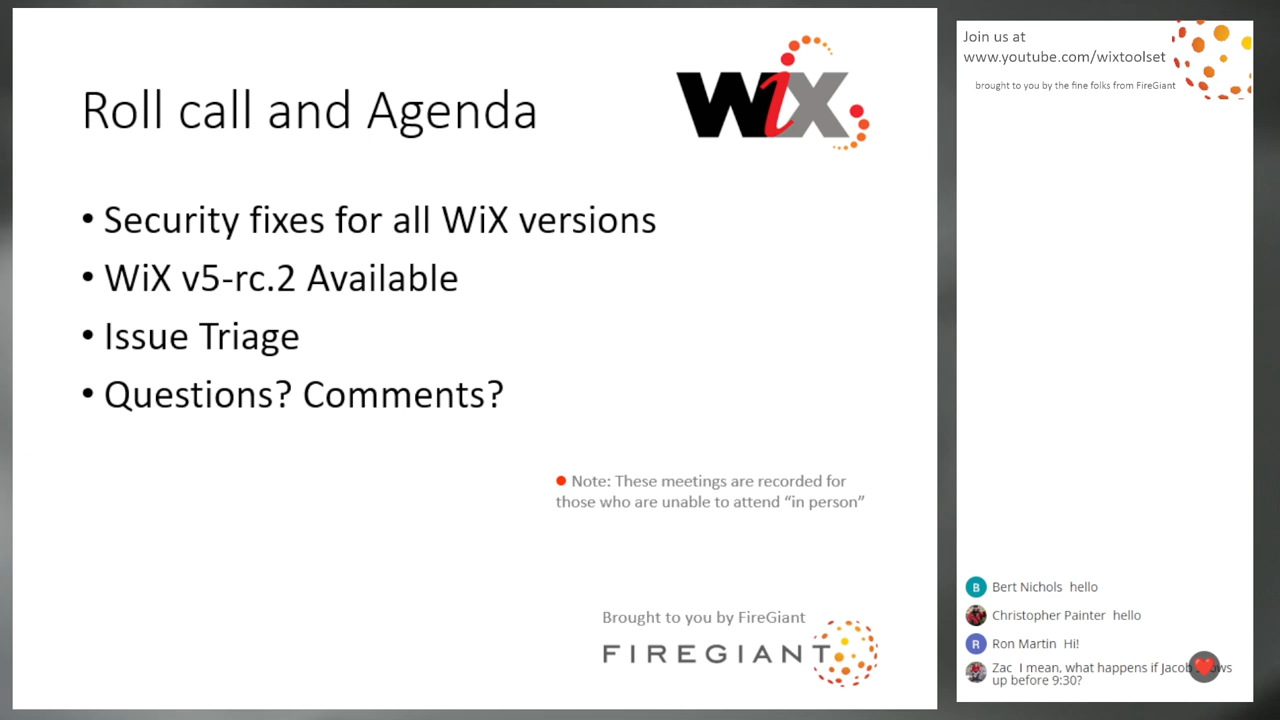 Roll call and Agenda
WiX
• Security fixes for all WiX versions
• WiX v5-rc.2 Available
• Issue Triage
• Questions? Comments?
Note: These meetings are recorded for
those who are unable to attend “in person”
Brought to you by FireGiant
FIREGIANT
Join us at
www.youtube.com/wixtoolset
brought to you by the fine folks from FireGiant
B Bert Nichols hello
Christopher Painter hello
R Ron Martin Hi!
Zac I mean, what happens if Jacob
up before 9:30?